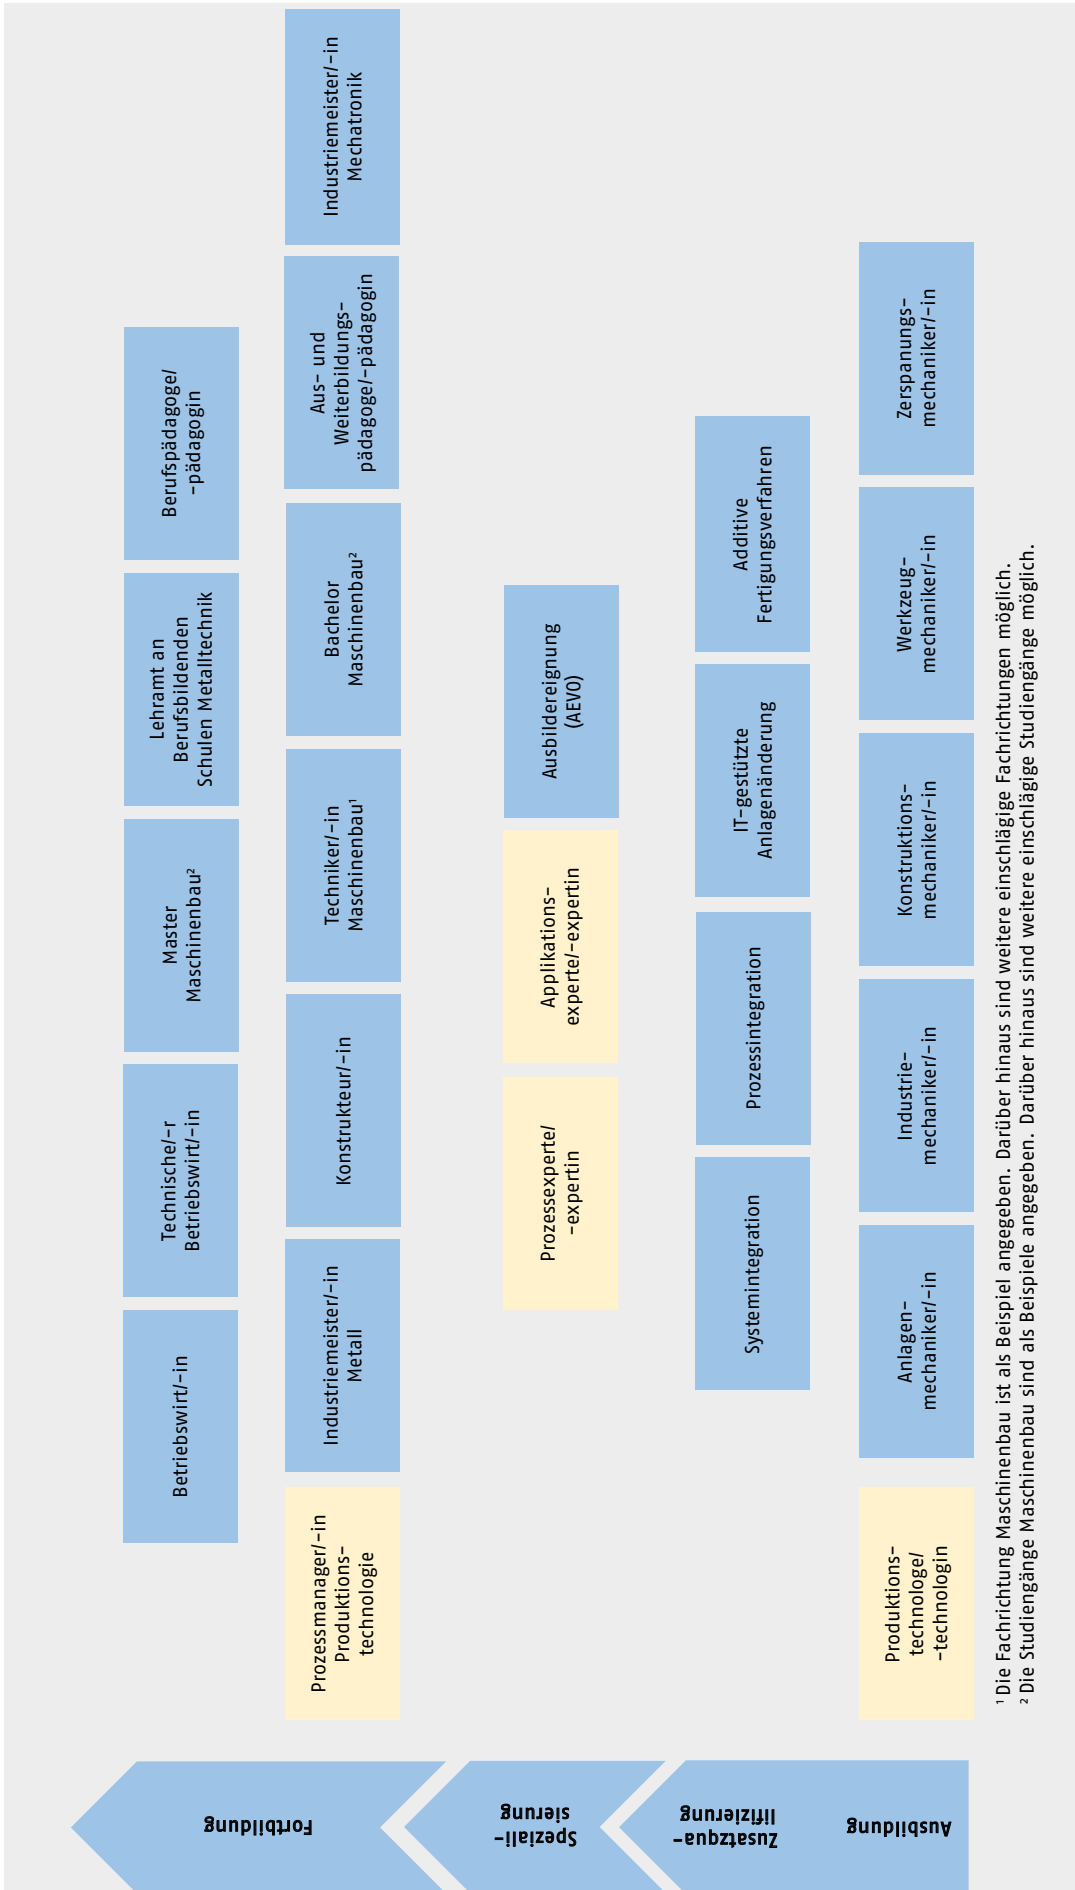 Fortbildung
Betriebswirt/-in
Technische/-r
Betriebswirt/-in
Master
Maschinenbau²
Lehramt an
Berufsbildenden
Schulen Metalltechnik
Berufspädagoge/
-pädagogin
Prozessmanager/-in
Produktions-
technologie
Industriemeister/-in
Metall
Konstrukteur/-in
Techniker/-in
Maschinenbau¹
Bachelor
Maschinenbau²
Aus- und
Weiterbildungs-
pädagoge/-pädagogin
Industriemeister/-in
Mechatronik
Speziali-
sierung
Prozessexperte/
-expertin
Applikations-
experte/-expertin
Ausbildereignung
(AEVO)
Zusatzqua-
lifizierung
Systemintegration
Prozessintegration
IT-gestützte
Anlagenänderung
Additive
Fertigungsverfahren
Ausbildung
Produktions-
technologe/
-technologin
Anlagen-
mechaniker/-in
Industrie-
mechaniker/-in
Konstruktions-
mechaniker/-in
Werkzeug-
mechaniker/-in
Zerspanungs-
mechaniker/-in
¹ Die Fachrichtung Maschinenbau ist als Beispiel angegeben. Darüber hinaus sind weitere einschlägige Fachrichtungen möglich.
² Die Studiengänge Maschinenbau sind als Beispiele angegeben. Darüber hinaus sind weitere einschlägige Studiengänge möglich.